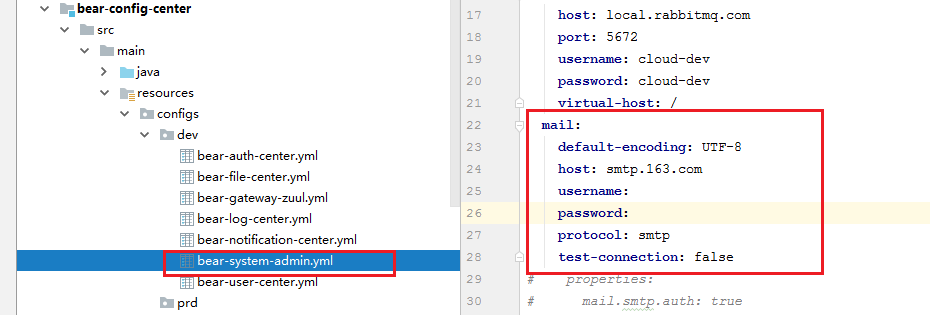 bear-config-center
src
main
java
resources
configs
dev
bear-auth-center.yml
bear-file-center.yml
bear-gateway-zuul.yml
bear-log-center.yml
bear-notification-center.yml
bear-system-admin.yml
bear-user-center.yml
prd
17 host: local.rabbitmq.com
18 port: 5672
19 username: cloud-dev
20 password: cloud-dev
21 virtual-host: /
22 mail:
23 default-encoding: UTF-8
24 host: smtp.163.com
25 username:
26 password:
27 protocol: smtp
28 test-connection: false
29 # properties:
30 # mail.smtp.auth: true